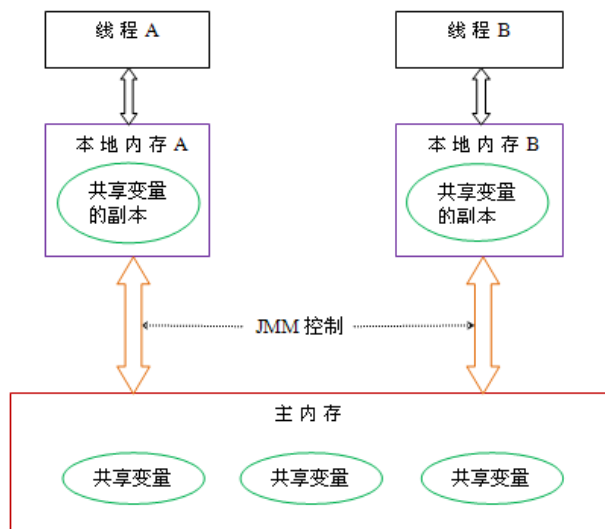 线程 A
线程 B
本地内存 A
本地内存 B
共享变量
的副本
共享变量
的副本
JMM 控制
主内存
共享变量
共享变量
共享变量